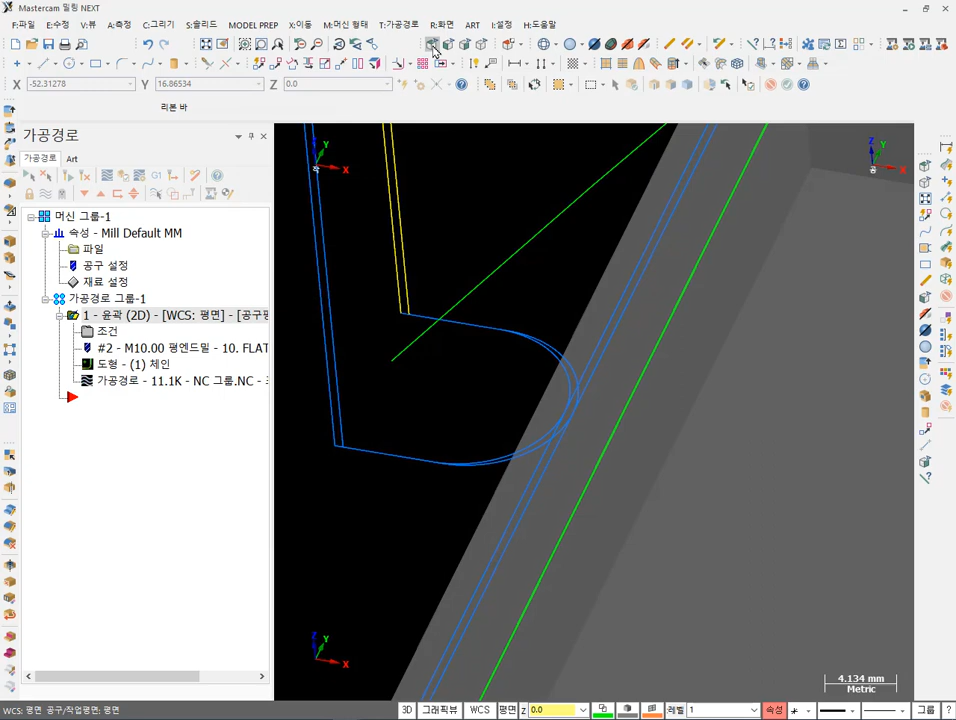 Mastercam 밀링 NEXT
F:파일 E:수정 V:뷰 A:측정 C:그리기 S:솔리드 MODEL PREP X:이동 M:머신 형태 T:가공경로 R:화면 ART I:설정 H:도움말
G1
X -52.31278 Y 16.86534 Z 0.0
리본 바
가공경로
가공경로 Art
머신 그룹-1
속성 - Mill Default MM
파일
공구 설정
재료 설정
가공경로 그룹-1
1 - 윤곽 (2D) - [WCS: 평면] - [공구평
조건
#2 - M10.00 평엔드밀 - 10. FLAT
도형 - (1) 체인
가공경로 - 11.1K - NC 그룹.NC -
Z Y X
Z Y X
Z Y X
4.134 mm
Metric
WCS: 평면 공구/작업평면: 평면
3D 그래픽뷰 WCS 평면 Z 0.0 레벨 1 속성 그룹